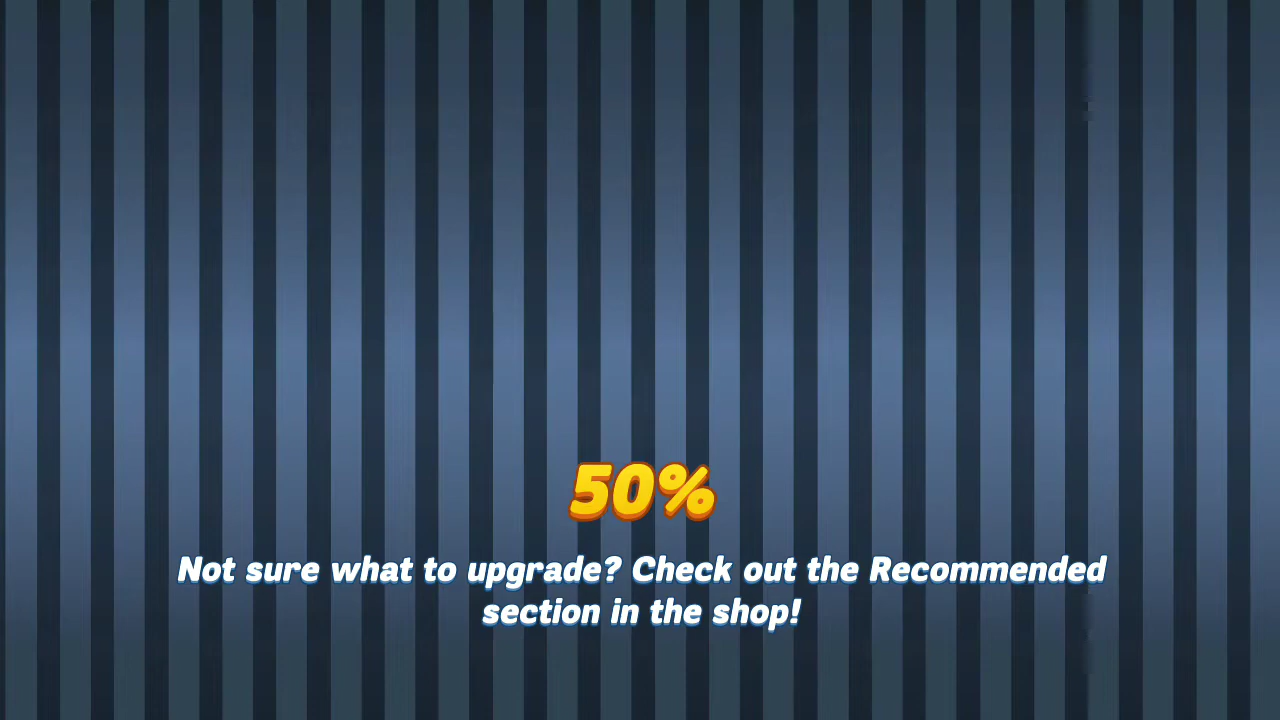 50%
Not sure what to upgrade? Check out the Recommended
section in the shop!